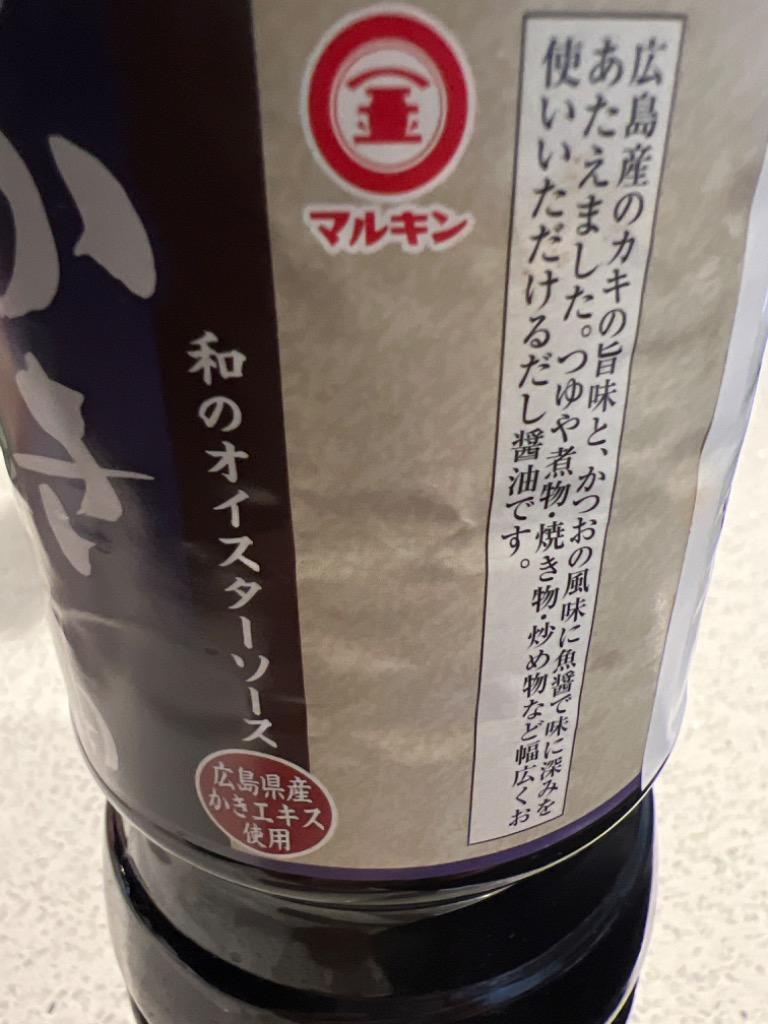 広島産のカキの旨味と、かつおの風味に魚醤で味に深みを
あたえました。つゆや煮物・焼き物・炒め物など幅広くお
使いいただけるだし醤油です。
金
マルキン
和のオイスターソース
かき
広島県産
かきエキス
使用